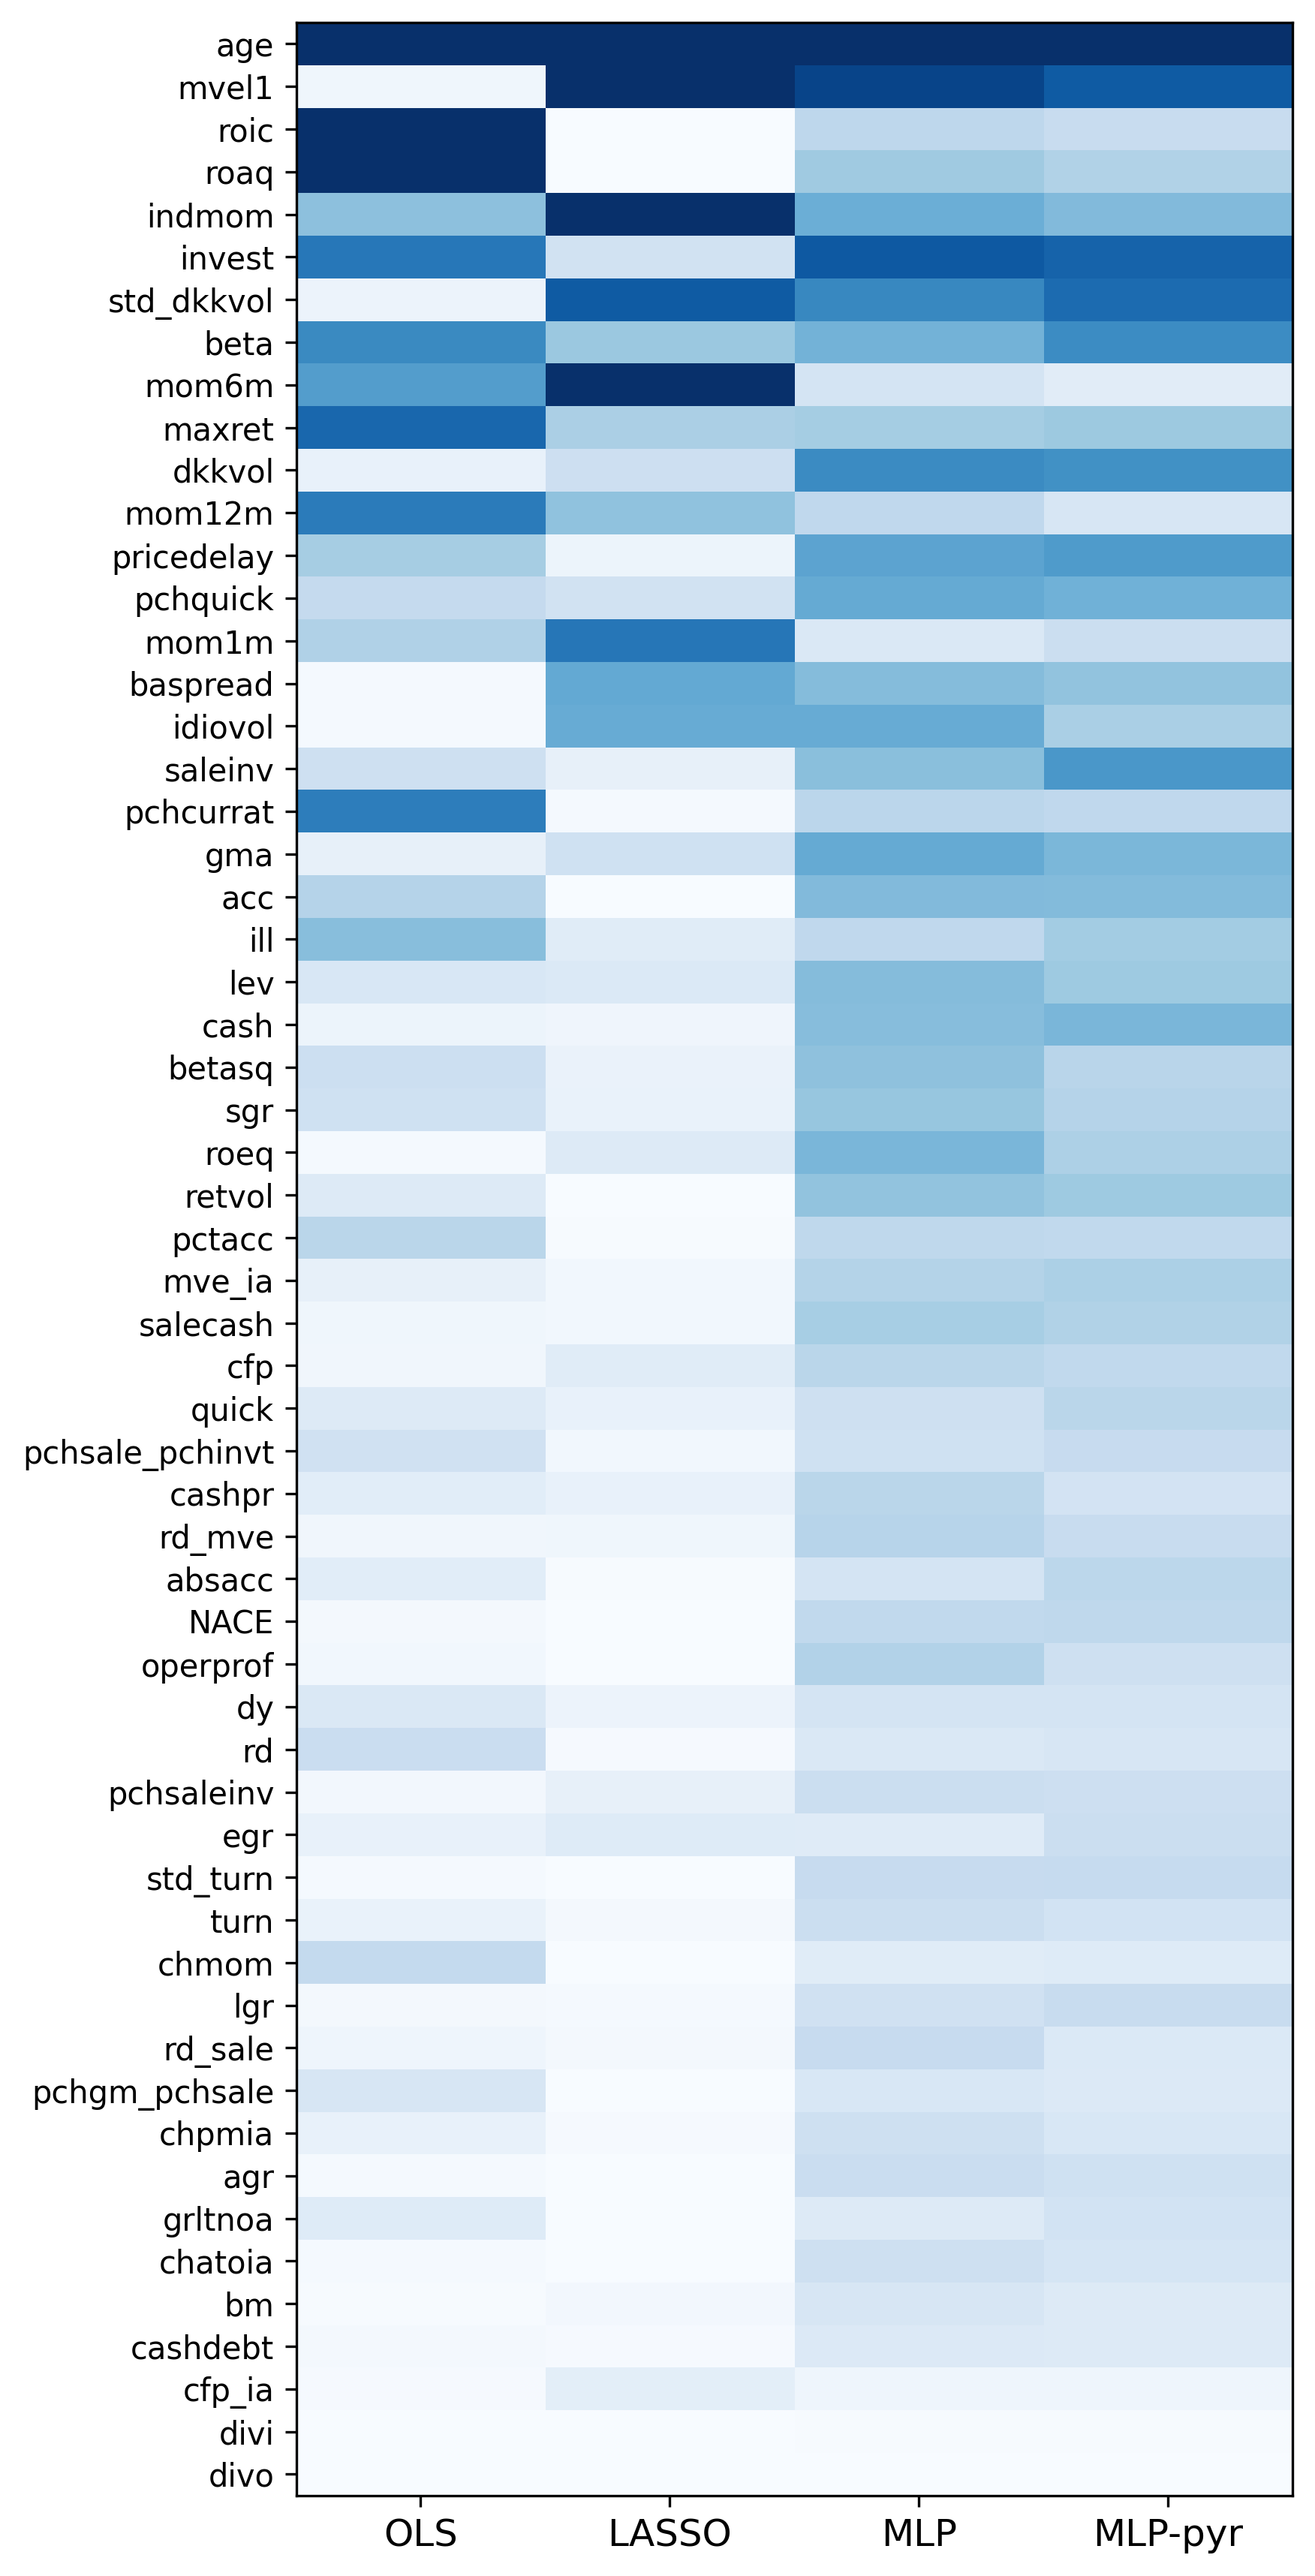 age
mvel1
roic
roaq
indmom
invest
std_dkkvol
beta
mom6m
maxret
dkkvol
mom12m
pricedelay
pchquick
mom1m
baspread
idiovol
saleinv
pchcurrat
gma
acc
ill
lev
cash
betasq
sgr
roeq
retvol
pctacc
mve_ia
salecash
cfp
quick
pchsale_pchinvt
cashpr
rd_mve
absacc
NACE
operprof
dy
rd
pchsaleinv
egr
std_turn
turn
chmom
lgr
rd_sale
pchgm_pchsale
chpmia
agr
grltnoa
chatoia
bm
cashdebt
cfp_ia
divi
divo
OLS LASSO MLP MLP-pyr